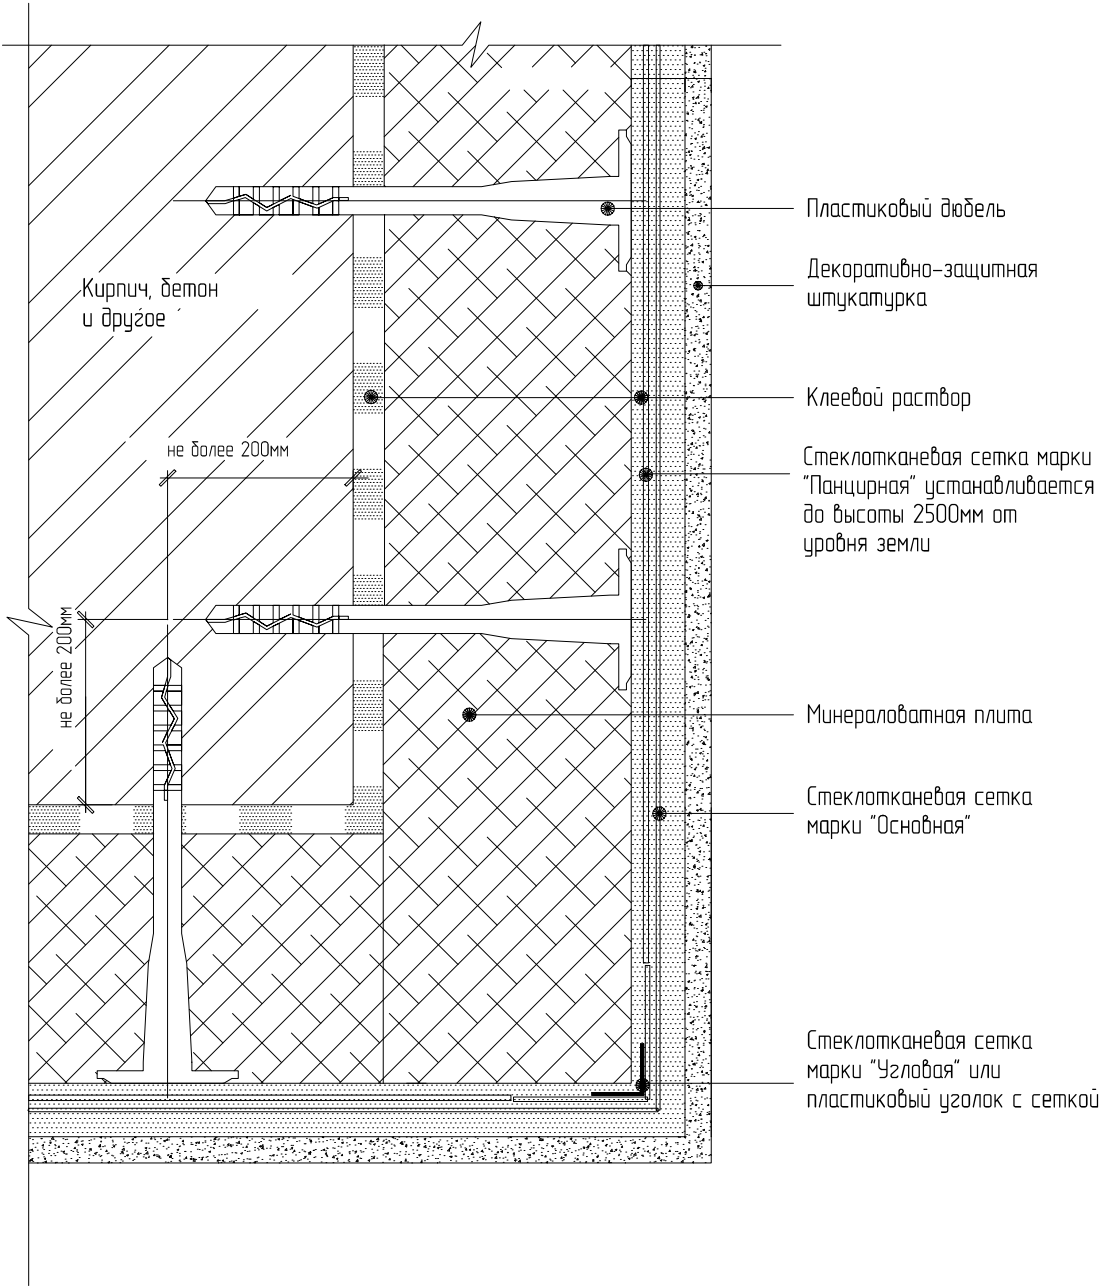 Пластиковый дюбель
Декоративно-защитная
штукатурка
Кирпич, бетон
и другое
Клеевой раствор
не более 200мм
Стеклотканевая сетка марки
"Панцирная" устанавливается
до высоты 2500мм от
уровня земли
не более 200мм
Минераловатная плита
Стеклотканевая сетка
марки "Основная"
Стеклотканевая сетка
марки "Угловая" или
пластиковый уголок с сеткой